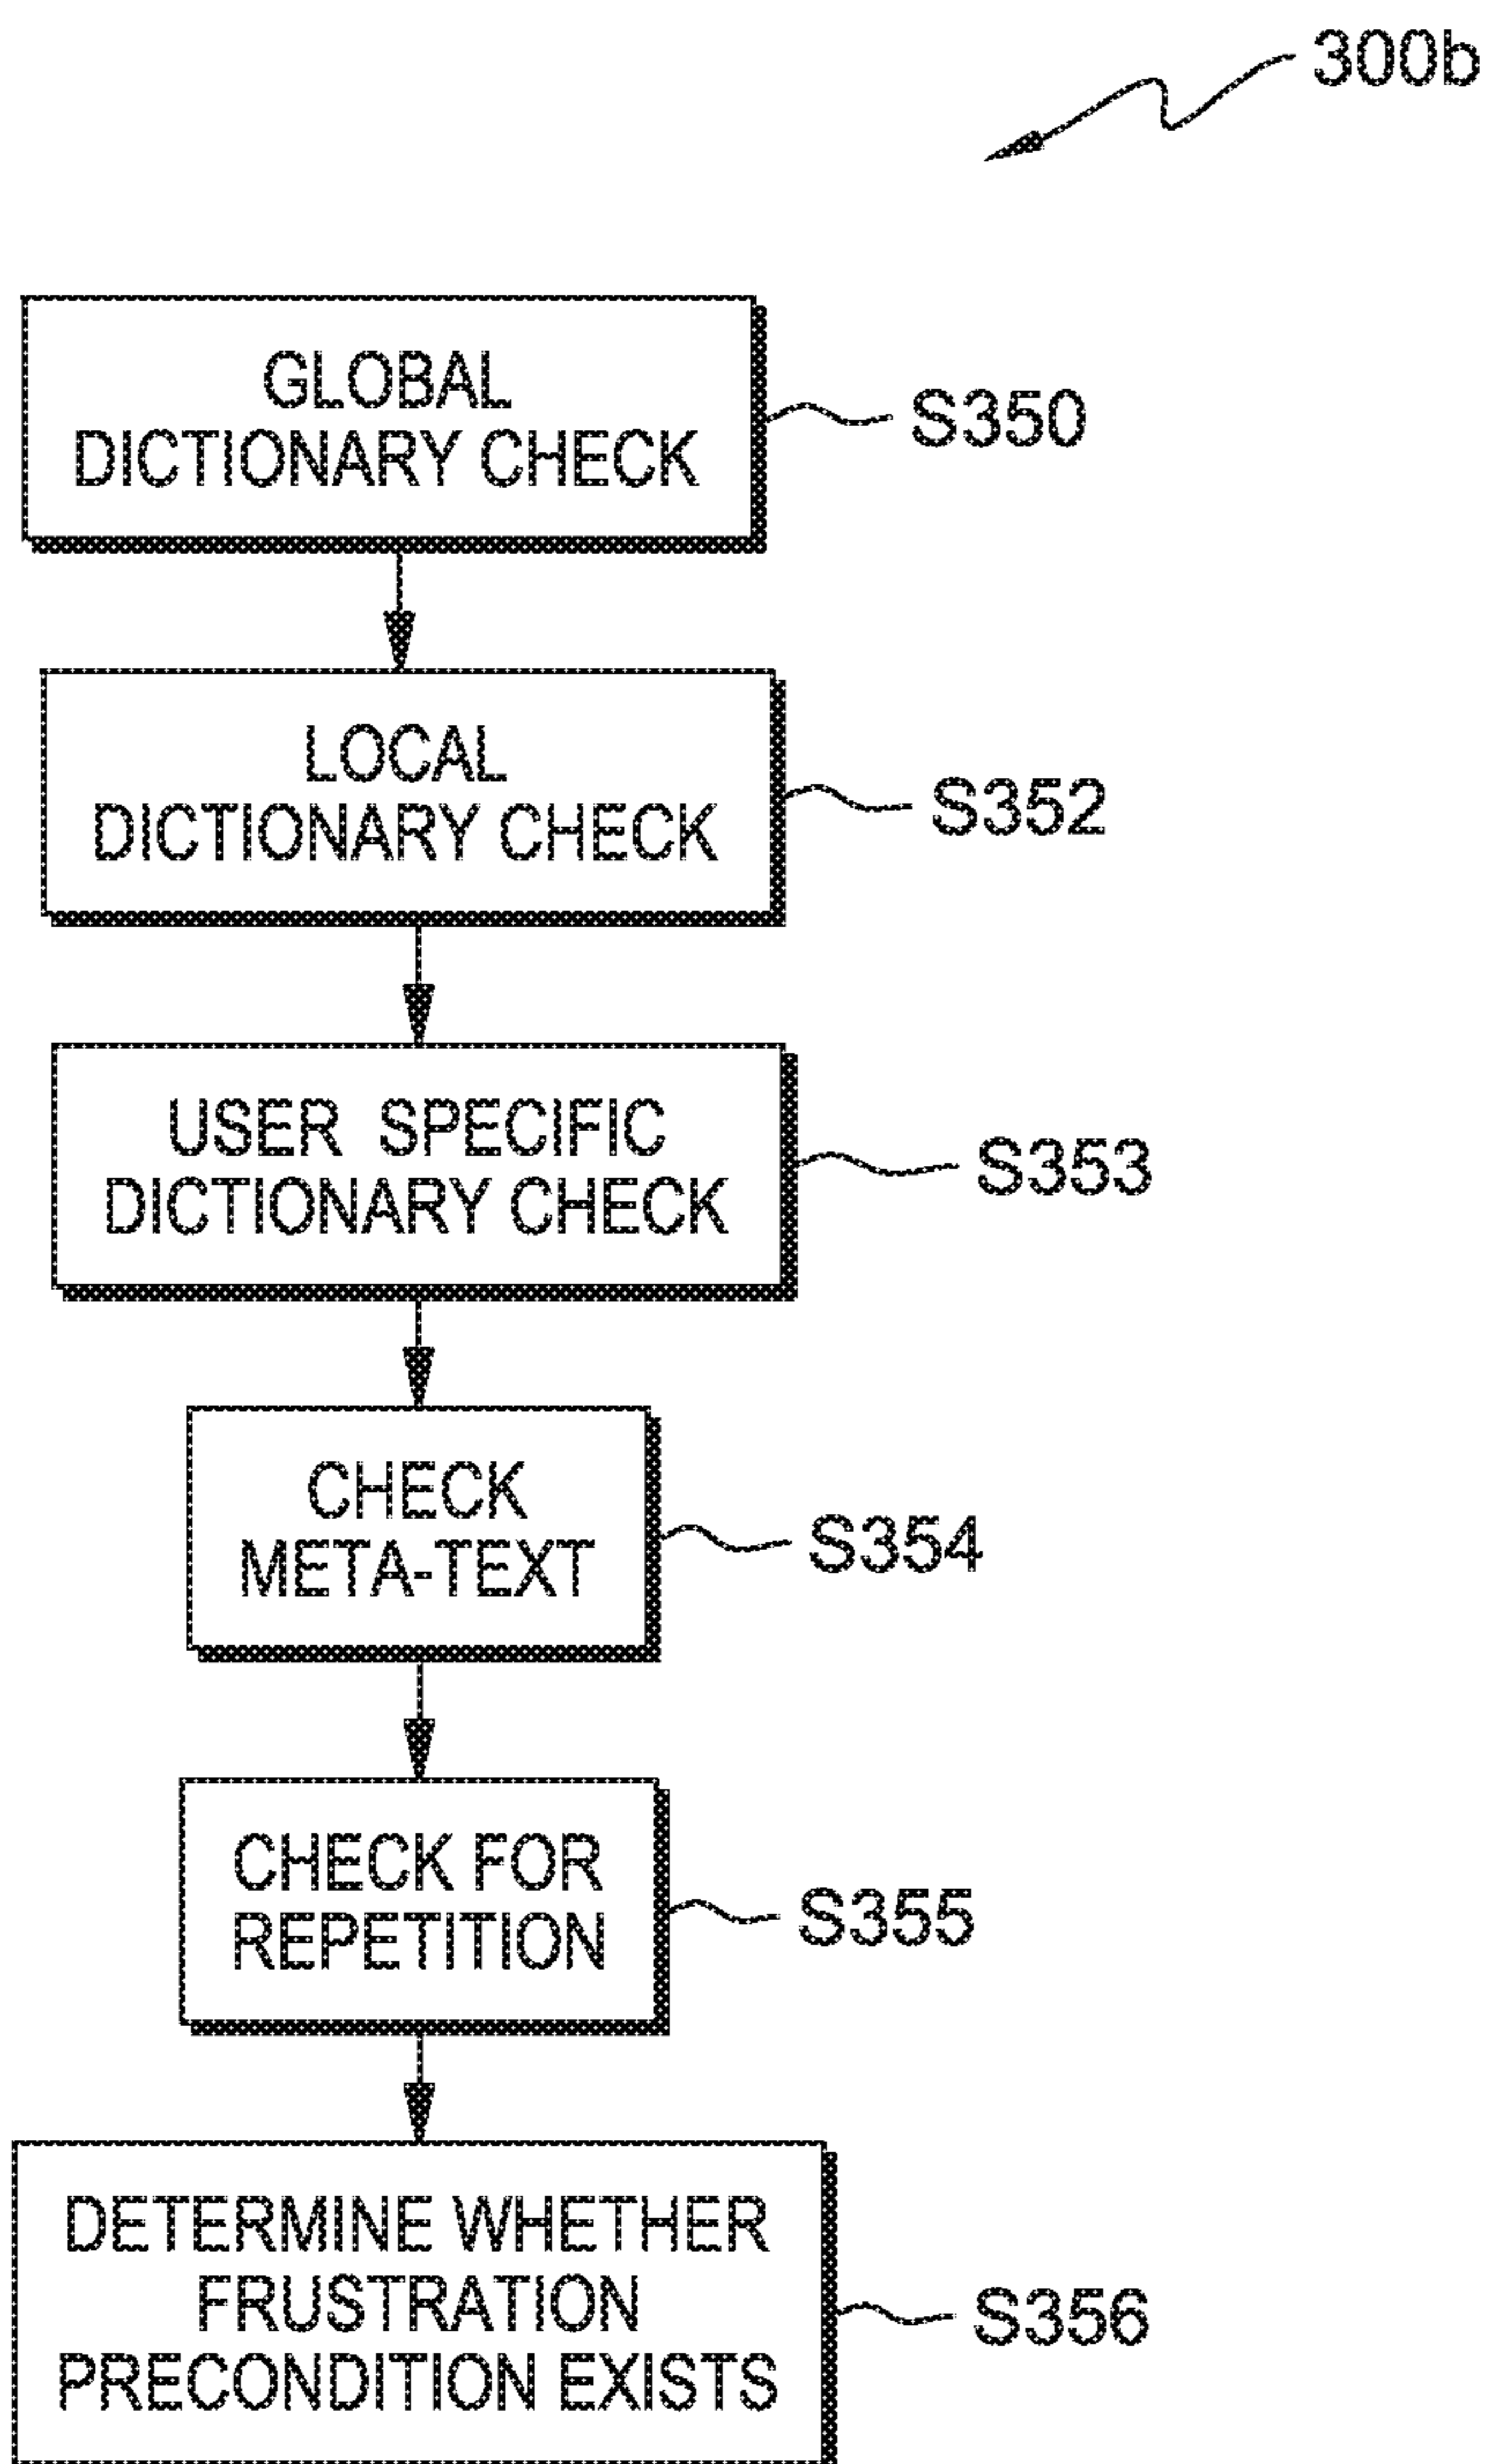 300b
GLOBAL
DICTIONARY CHECK
S350
LOCAL
DICTIONARY CHECK
S352
USER SPECIFIC
DICTIONARY CHECK
S353
CHECK
META-TEXT
S354
CHECK FOR
REPETITION
S355
DETERMINE WHETHER
FRUSTRATION
PRECONDITION EXISTS
S356